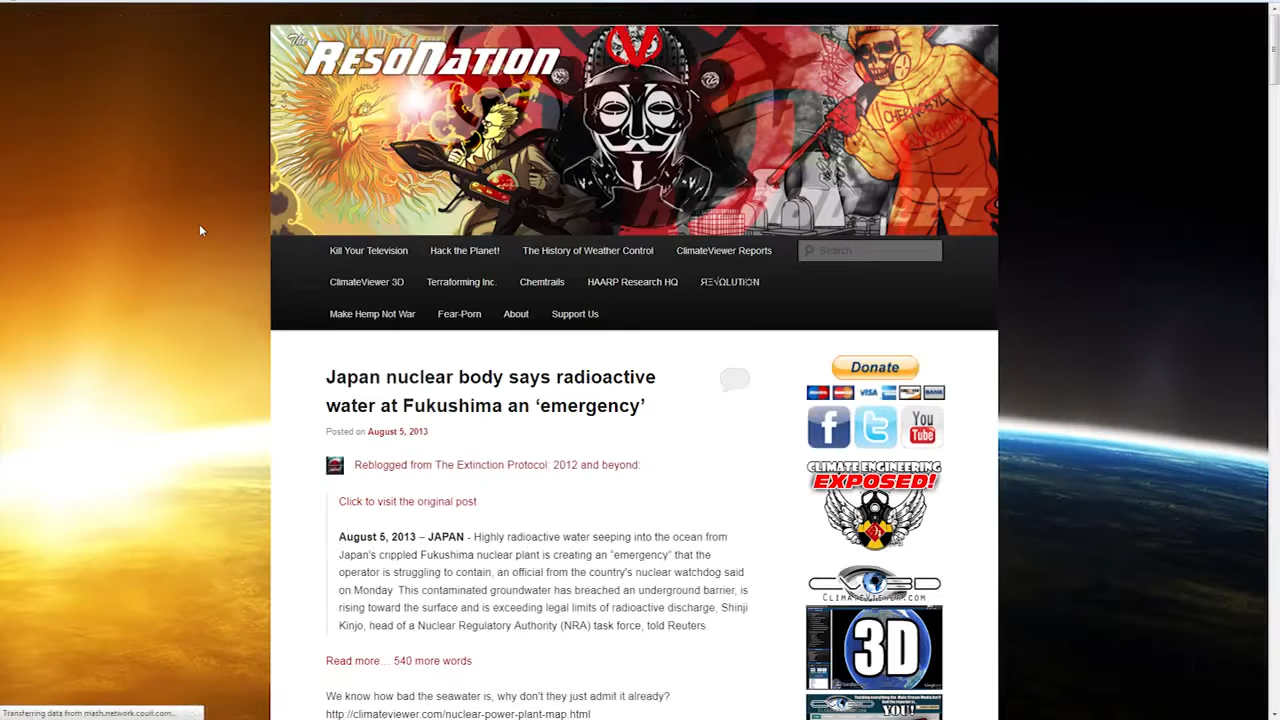 The
RESONATION
CHERNOBYL
Kill Your Television
Hack the Planet!
The History of Weather Control
ClimateViewer Reports
Search
ClimateViewer 3D
Terraforming Inc.
Chemtrails
HAARP Research HQ
Make Hemp Not War
Fear-Porn
About
Support Us
Japan nuclear body says radioactive
water at Fukushima an ‘emergency’
Posted on August 5, 2013
Reblogged from The Extinction Protocol: 2012 and beyond:
Click to visit the original post
August 5, 2013 – JAPAN - Highly radioactive water seeping into the ocean from
Japan's crippled Fukushima nuclear plant is creating an "emergency" that the
operator is struggling to contain, an official from the country's nuclear watchdog said
on Monday. This contaminated groundwater has breached an underground barrier, is
rising toward the surface and is exceeding legal limits of radioactive discharge, Shinji
Kinjo, head of a Nuclear Regulatory Authority (NRA) task force, told Reuters.
Read more… 540 more words
We know how bad the seawater is, why don't they just admit it already?
http://climateviewer.com/nuclear-power-plant-map.html
Donate
VISA
BANK
You
Tube
CLIMATE ENGINEERING
EXPOSED!
CV3D
CLIMATEVIEWER.COM
3D
YOU!